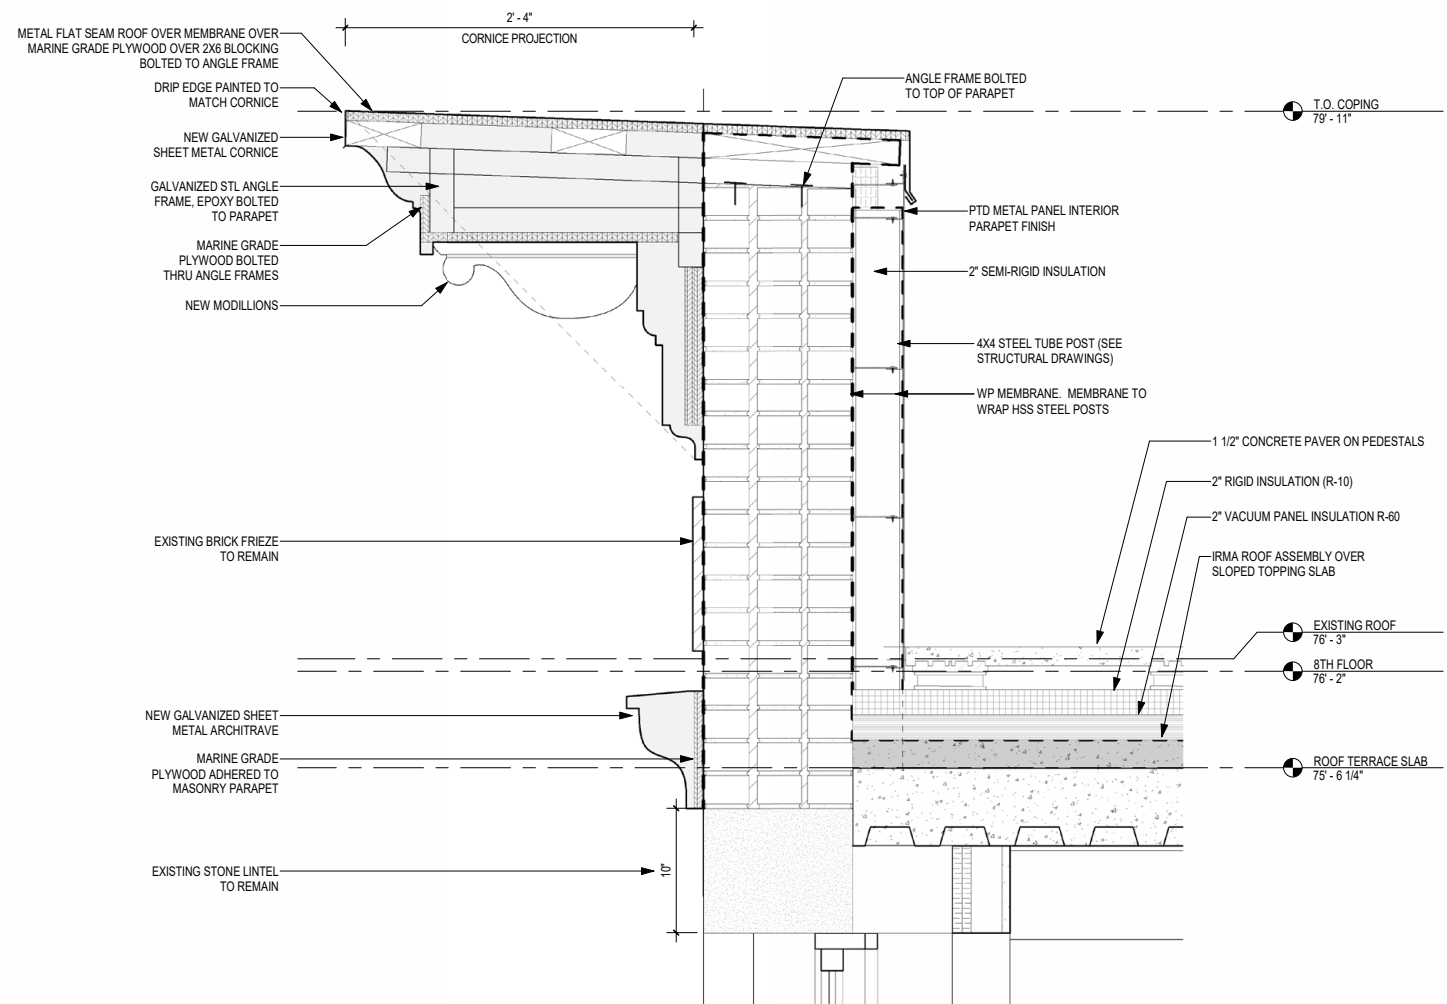 2' - 4"
CORNICE PROJECTION
METAL FLAT SEAM ROOF OVER MEMBRANE OVER
MARINE GRADE PLYWOOD OVER 2X6 BLOCKING
BOLTED TO ANGLE FRAME
DRIP EDGE PAINTED TO
MATCH CORNICE
NEW GALVANIZED
SHEET METAL CORNICE
GALVANIZED STL ANGLE
FRAME, EPOXY BOLTED
TO PARAPET
MARINE GRADE
PLYWOOD BOLTED
THRU ANGLE FRAMES
NEW MODILLIONS
EXISTING BRICK FRIEZE
TO REMAIN
NEW GALVANIZED SHEET
METAL ARCHITRAVE
MARINE GRADE
PLYWOOD ADHERED TO
MASONRY PARAPET
EXISTING STONE LINTEL
TO REMAIN
10"
ANGLE FRAME BOLTED
TO TOP OF PARAPET
PTD METAL PANEL INTERIOR
PARAPET FINISH
2" SEMI-RIGID INSULATION
4X4 STEEL TUBE POST (SEE
STRUCTURAL DRAWINGS)
WP MEMBRANE. MEMBRANE TO
WRAP HSS STEEL POSTS
1 1/2" CONCRETE PAVER ON PEDESTALS
2" RIGID INSULATION (R-10)
2" VACUUM PANEL INSULATION R-60
IRMA ROOF ASSEMBLY OVER
SLOPED TOPPING SLAB
T.O. COPING
79' - 11"
EXISTING ROOF
76' - 3"
8TH FLOOR
76' - 2"
ROOF TERRACE SLAB
75' - 6 1/4"